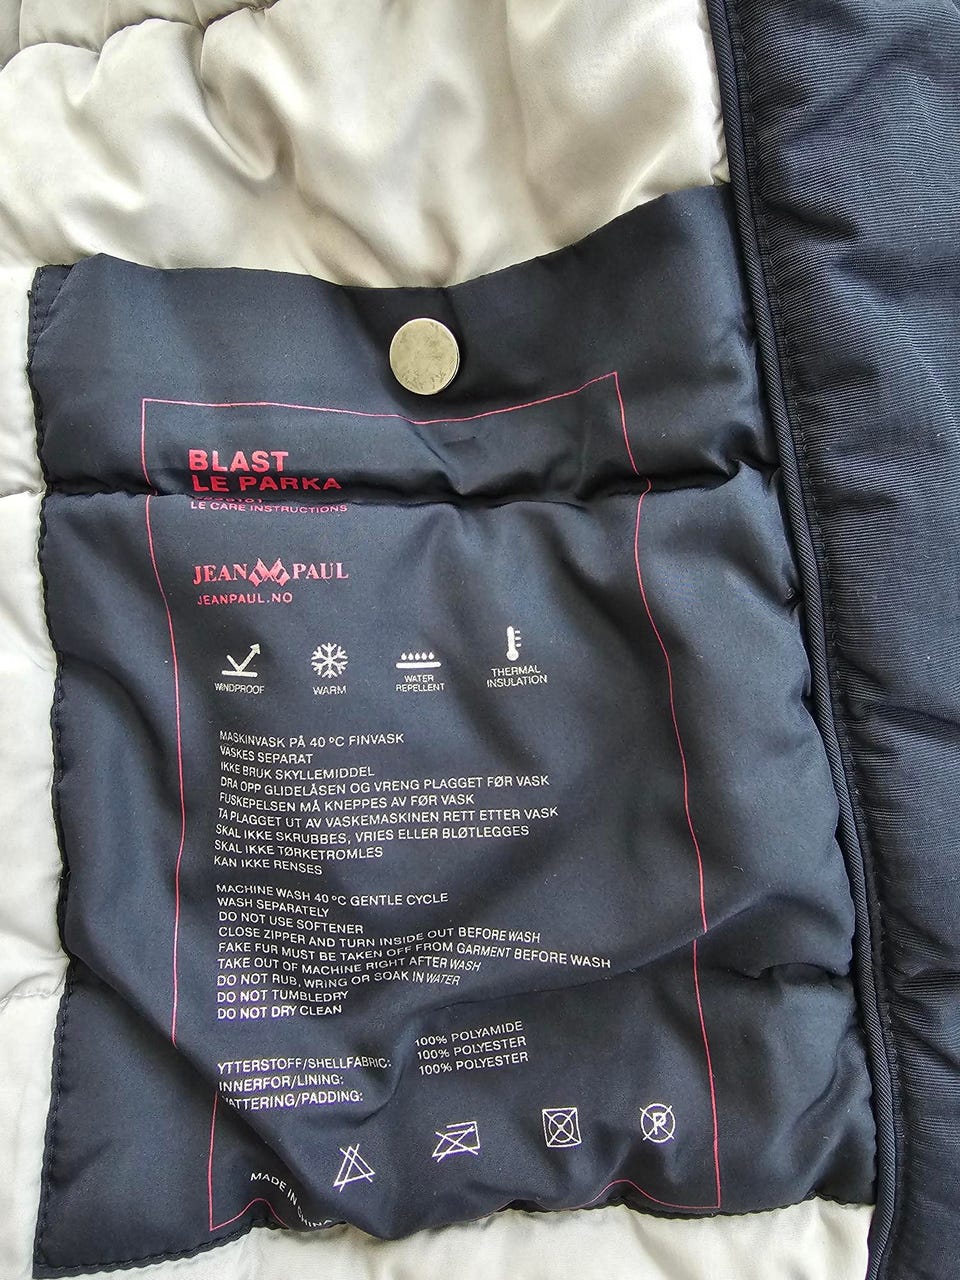 BLAST
LE PARKA
LE CARE INSTRUCTIONS
JEAN PAUL
JEANPAUL.NO
WINDPROOF
WARM
WATER REPELLENT
THERMAL INSULATION
MASKINVASK PÅ 40 ºC FINVASK
VASKES SEPARAT
IKKE BRUK SKYLLEMIDDEL
DRA OPP GLIDELÅSEN OG VRENG PLAGGET FØR VASK
FUSKEPELSEN MÅ KNEPPES AV FØR VASK
TA PLAGGET UT AV VASKEMASKINEN RETT ETTER VASK
SKAL IKKE SKRUBBES, VRIES ELLER BLØTLEGGES
SKAL IKKE TØRKETROMLES
KAN IKKE RENSES
MACHINE WASH 40 ºC GENTLE CYCLE
WASH SEPARATELY
DO NOT USE SOFTENER
CLOSE ZIPPER AND TURN INSIDE OUT BEFORE WASH
FAKE FUR MUST BE TAKEN OFF FROM GARMENT BEFORE WASH
TAKE OUT OF MACHINE RIGHT AFTER WASH
DO NOT RUB, WRING OR SOAK IN WATER
DO NOT TUMBLEDRY
DO NOT DRY CLEAN
YTTERSTOFF/SHELLFABRIC: 100% POLYAMIDE
INNERFOR/LINING: 100% POLYESTER
VATTERING/PADDING: 100% POLYESTER
P
MADE IN CHINA